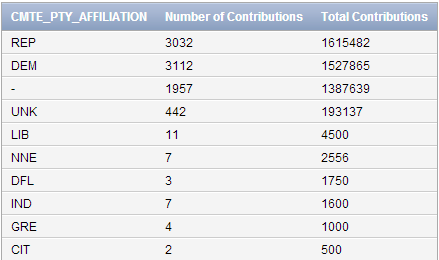 CMTE_PTY_AFFILIATION Number of Contributions Total Contributions
REP 3032 1615482
DEM 3112 1527865
- 1957 1387639
UNK 442 193137
LIB 11 4500
NNE 7 2556
DFL 3 1750
IND 7 1600
GRE 4 1000
CIT 2 500